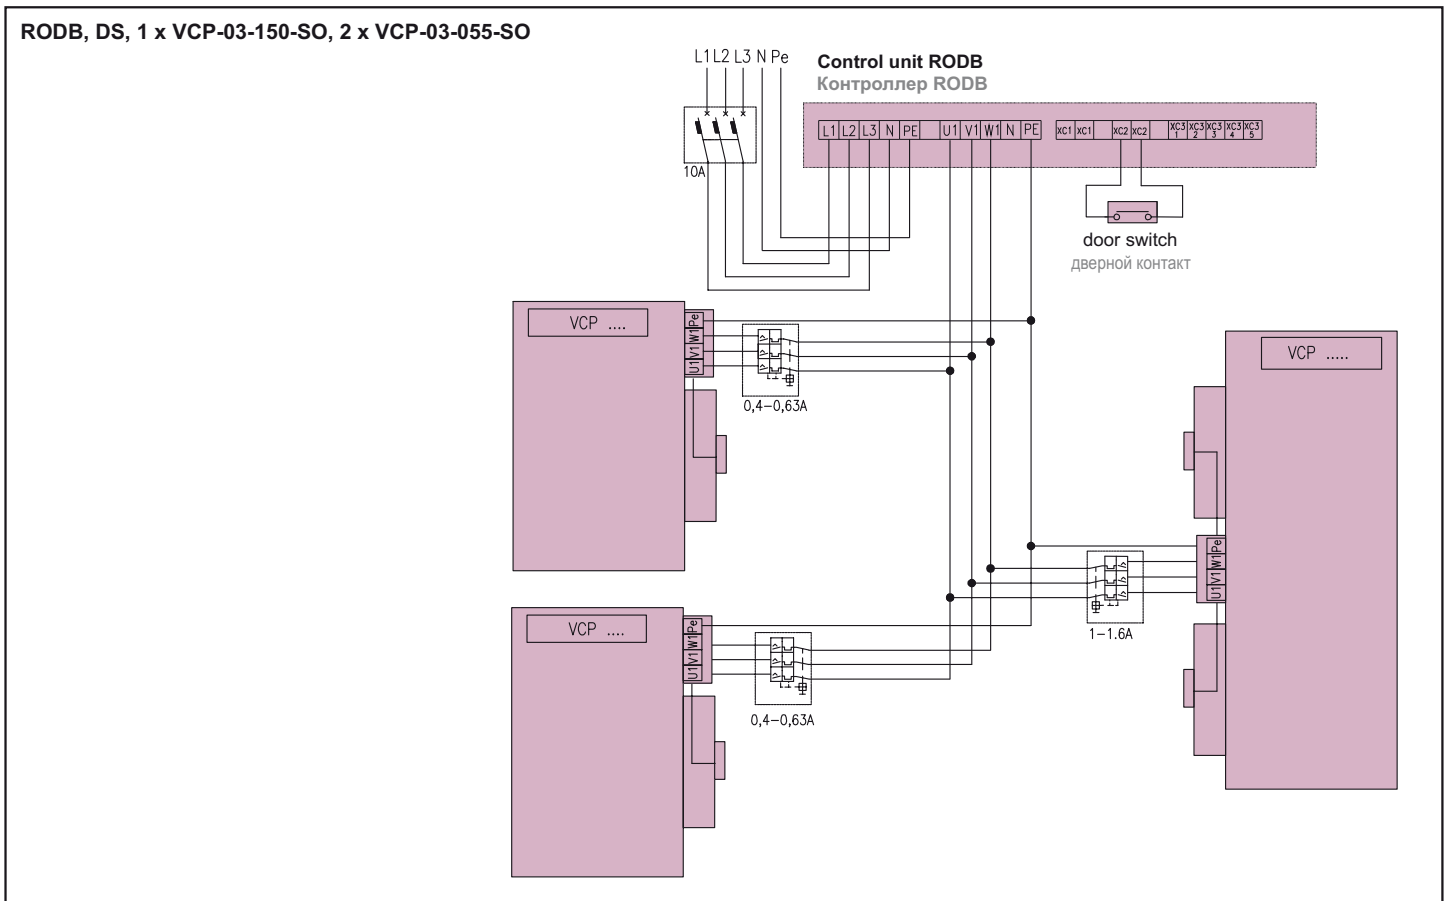 RODB, DS, 1 x VCP-03-150-SO, 2 x VCP-03-055-SO
L1 L2 L3 N Pe
Control unit RODB
Контроллер RODB
L1 L2 L3 N PE U1 V1 W1 N PE
XC1 XC1 XC2 XC2 XC3 1 XC3 2 XC3 3 XC3 4 XC3 5
10A
door switch
дверной контакт
VCP ....
U1 V1 W1 Pe
0,4–0,63A
VCP .....
U1 V1 W1 Pe
1–1.6A
VCP ....
U1 V1 W1 Pe
0,4–0,63A